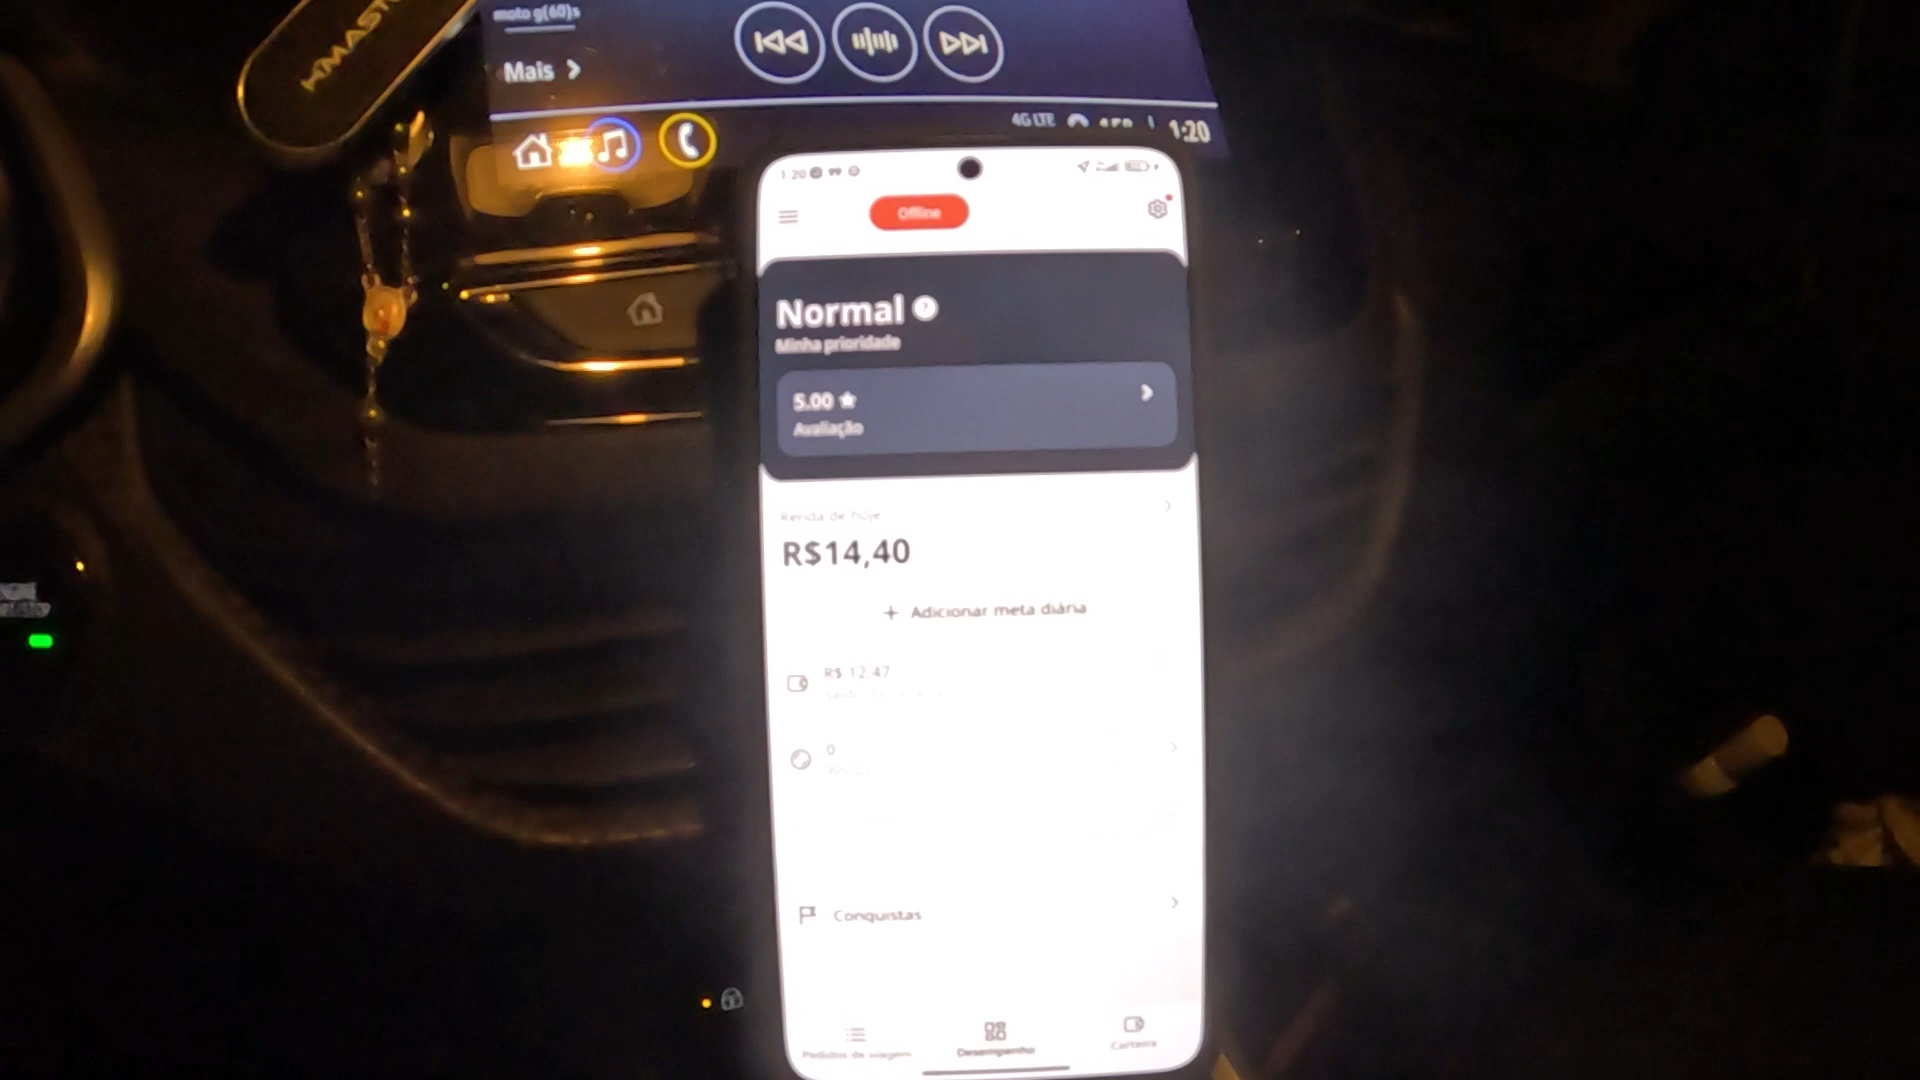 moto g(60)s
Mais
4G LTE
1:20
1:20
Offline
Normal
Minha prioridade
5.00
Avaliação
Renda de hoje
R$14,40
+ Adicionar meta diária
R$ 12,47
0
Conquistas
Pedidos de viagem
Desempenho
Carteira